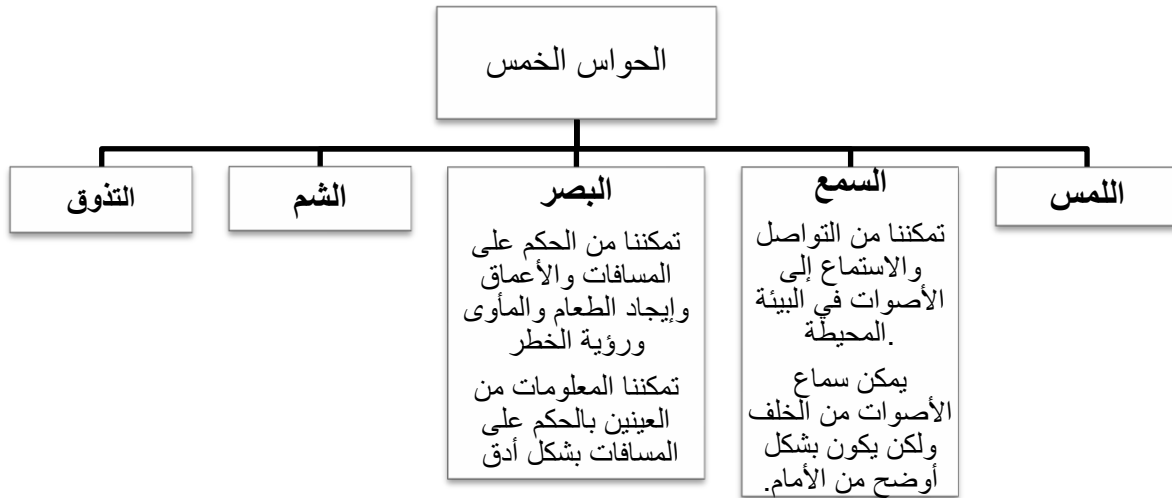 الحواس الخمس
اللمس
السمع
تمكننا من التواصل
والاستماع إلى
الأصوات في البيئة
المحيطة.
يمكن سماع
الأصوات من الخلف
ولكن يكون بشكل
أوضح من الأمام.
البصر
تمكننا من الحكم على
المسافات والأعماق
وإيجاد الطعام والمأوى
ورؤية الخطر
تمكننا المعلومات من
العينين بالحكم على
المسافات بشكل أدق
الشم
التذوق